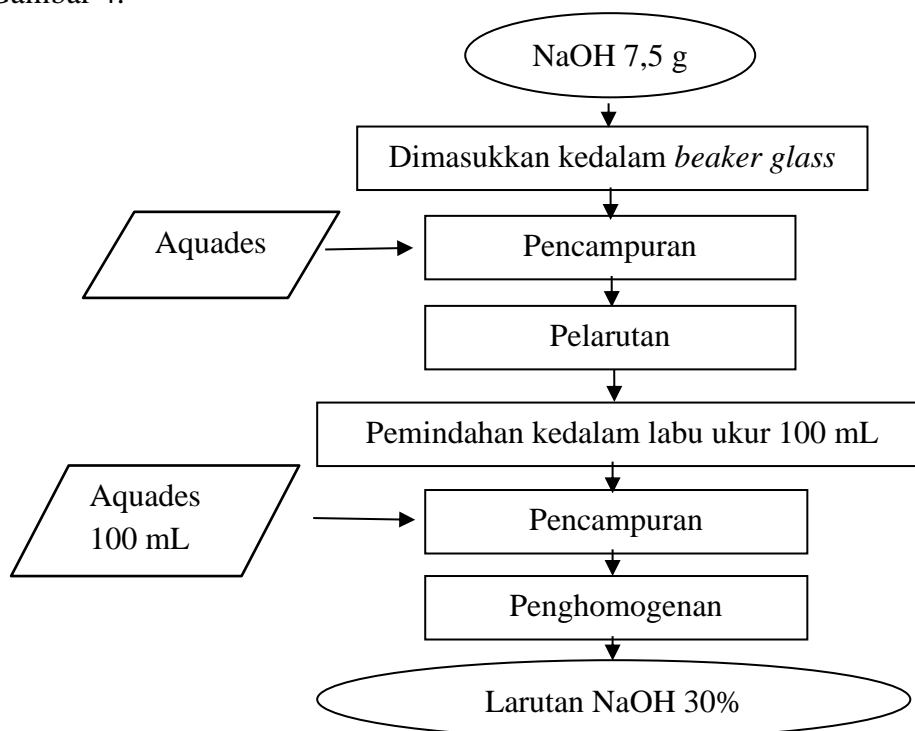 Gambar 4.
NaOH 7,5 g
Dimasukkan kedalam beaker glass
Aquades
Pencampuran
Pelarutan
Pemindahan kedalam labu ukur 100 mL
Aquades
100 mL
Pencampuran
Penghomogenan
Larutan NaOH 30%